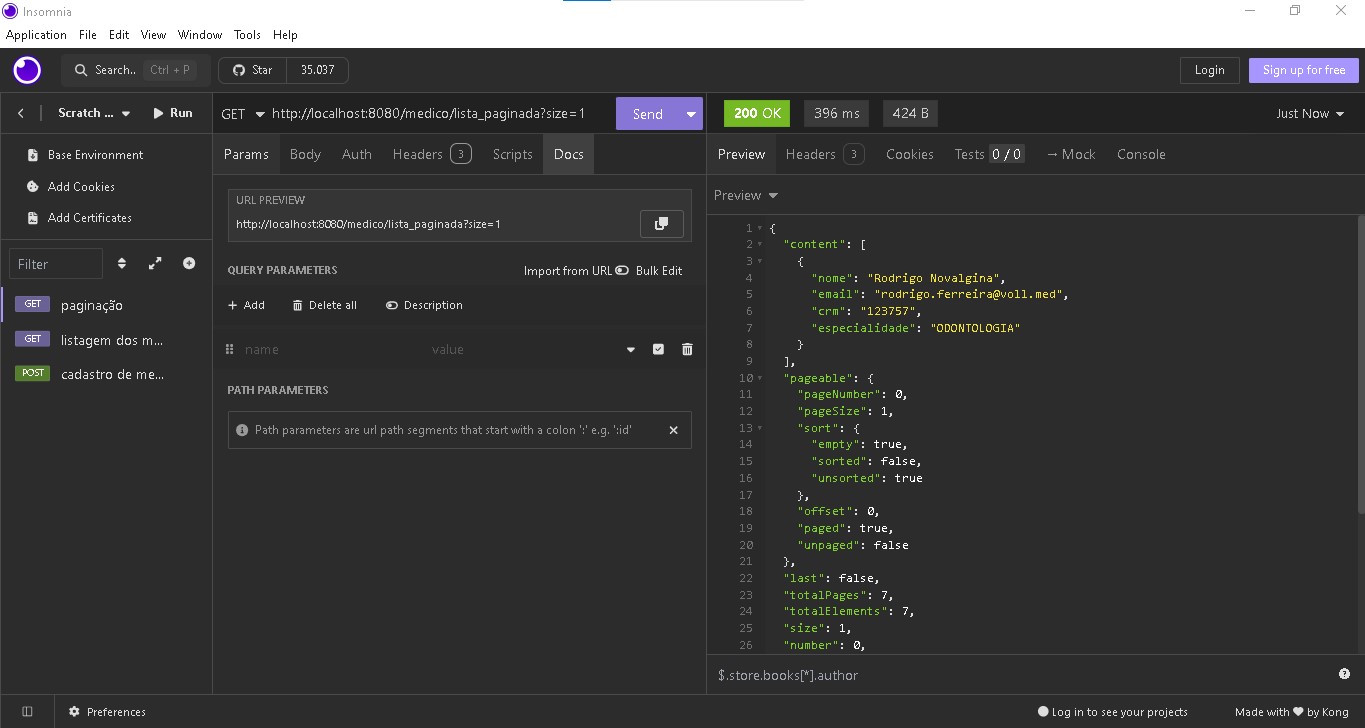 Insomnia
Application File Edit View Window Tools Help
Search.. Ctrl + P
Star 35.037
Login
Sign up for free
Scratch ...
Run
Base Environment
Add Cookies
Add Certificates
Filter
GET paginação
GET listagem dos m...
POST cadastro de me...
GET http://localhost:8080/medico/lista_paginada?size=1
Send
Params Body Auth Headers 3 Scripts Docs
URL PREVIEW
http://localhost:8080/medico/lista_paginada?size=1
QUERY PARAMETERS
Import from URL Bulk Edit
+ Add Delete all Description
name value
PATH PARAMETERS
Path parameters are url path segments that start with a colon ':' e.g. ':id'
200 OK 396 ms 424 B
Just Now
Preview Headers 3 Cookies Tests 0 / 0 → Mock Console
Preview
1 {
2 "content": [
3 {
4 "nome": "Rodrigo Novalgina",
5 "email": "rodrigo.ferreira@voll.med",
6 "crm": "123757",
7 "especialidade": "ODONTOLOGIA"
8 }
9 ],
10 "pageable": {
11 "pageNumber": 0,
12 "pageSize": 1,
13 "sort": {
14 "empty": true,
15 "sorted": false,
16 "unsorted": true
17 },
18 "offset": 0,
19 "paged": true,
20 "unpaged": false
21 },
22 "last": false,
23 "totalPages": 7,
24 "totalElements": 7,
25 "size": 1,
26 "number": 0,
$.store.books[*].author
Preferences
Log in to see your projects
Made with ♥ by Kong